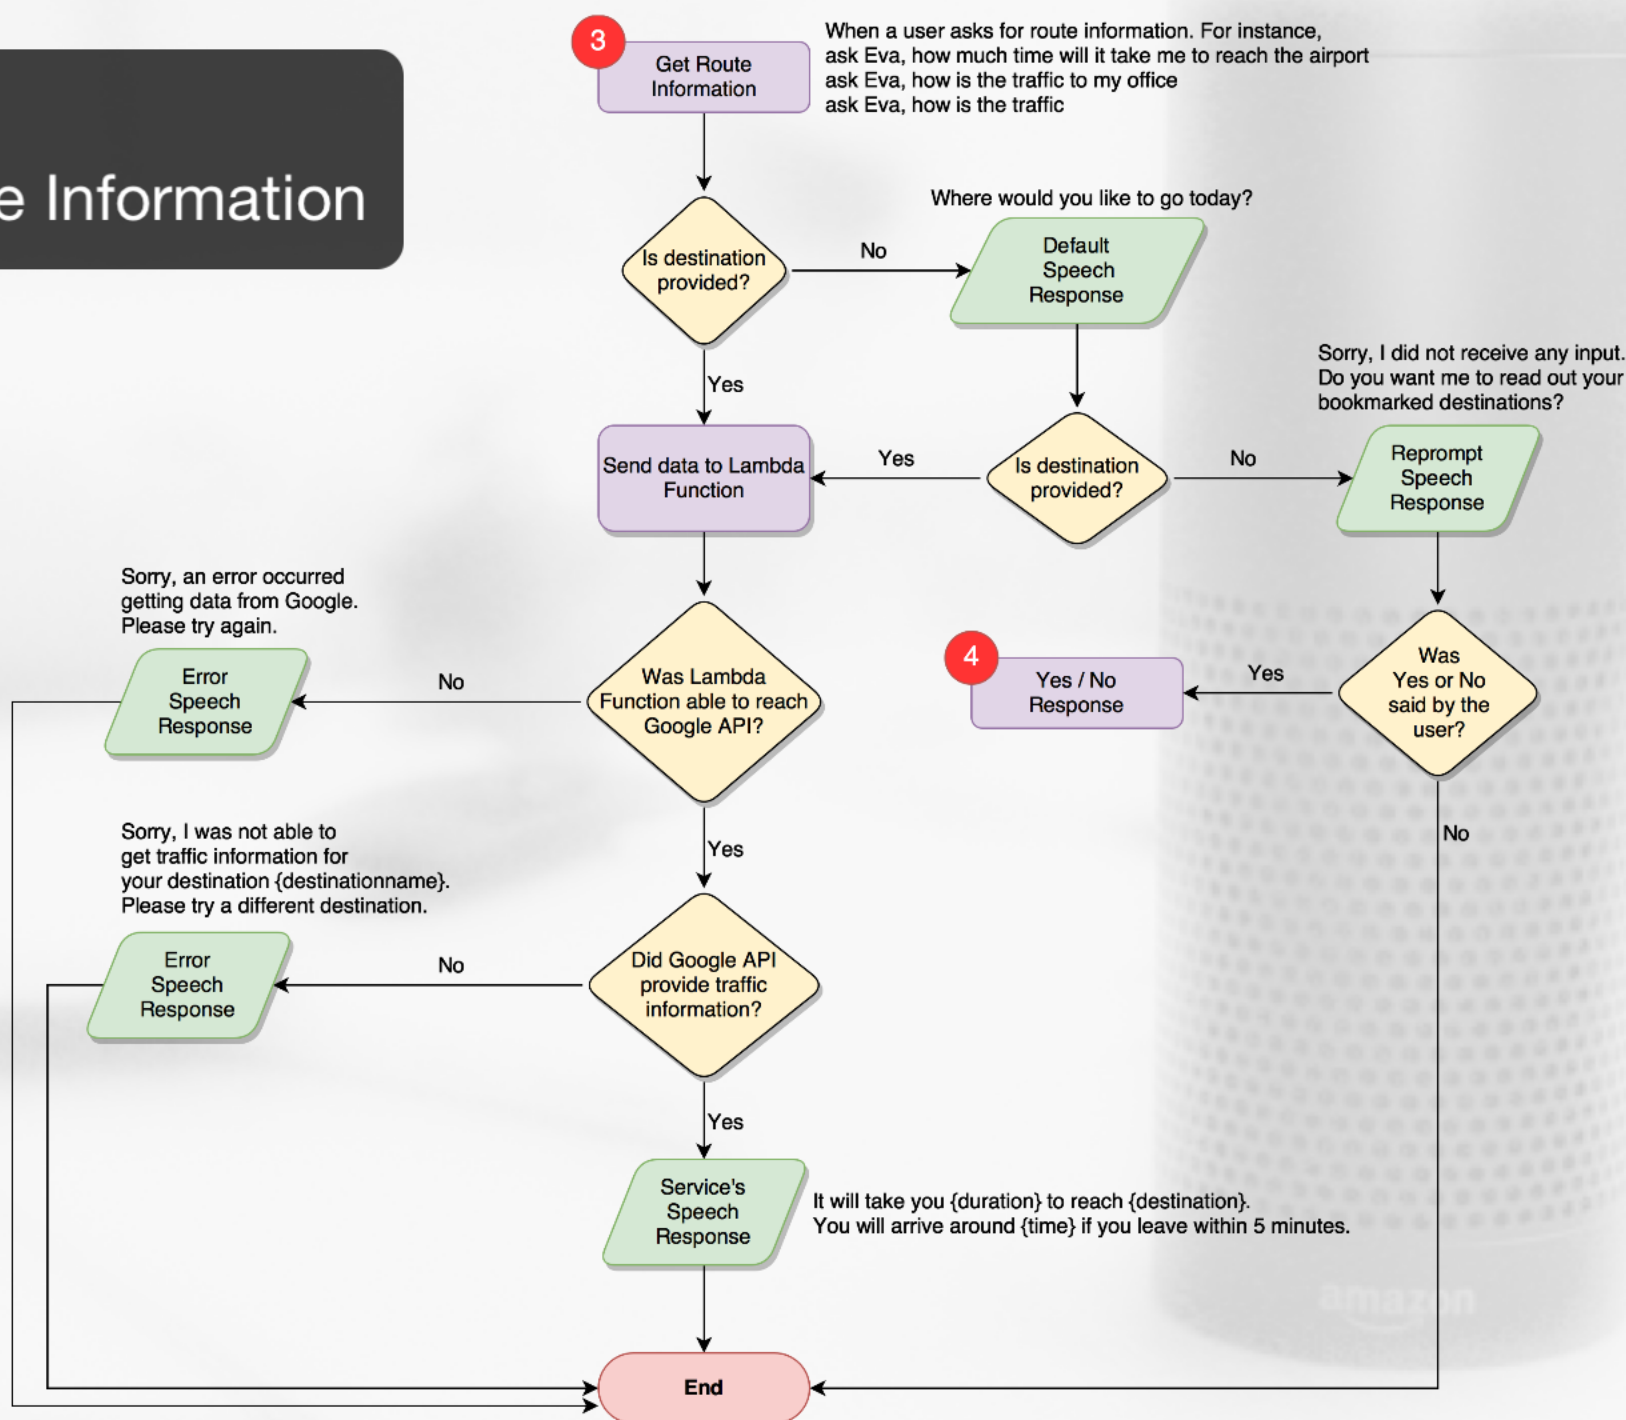 e Information
3
Get Route
Information
When a user asks for route information. For instance,
ask Eva, how much time will it take me to reach the airport
ask Eva, how is the traffic to my office
ask Eva, how is the traffic
Where would you like to go today?
Is destination
provided?
No
Default
Speech
Response
Yes
Sorry, I did not receive any input.
Do you want me to read out your
bookmarked destinations?
Send data to Lambda
Function
Yes
Is destination
provided?
No
Reprompt
Speech
Response
Sorry, an error occurred
getting data from Google.
Please try again.
Error
Speech
Response
No
Was Lambda
Function able to reach
Google API?
4
Yes / No
Response
Yes
Was
Yes or No
said by the
user?
No
Yes
Sorry, I was not able to
get traffic information for
your destination {destinationname}.
Please try a different destination.
Error
Speech
Response
No
Did Google API
provide traffic
information?
Yes
Service's
Speech
Response
It will take you {duration} to reach {destination}.
You will arrive around {time} if you leave within 5 minutes.
amazon
End